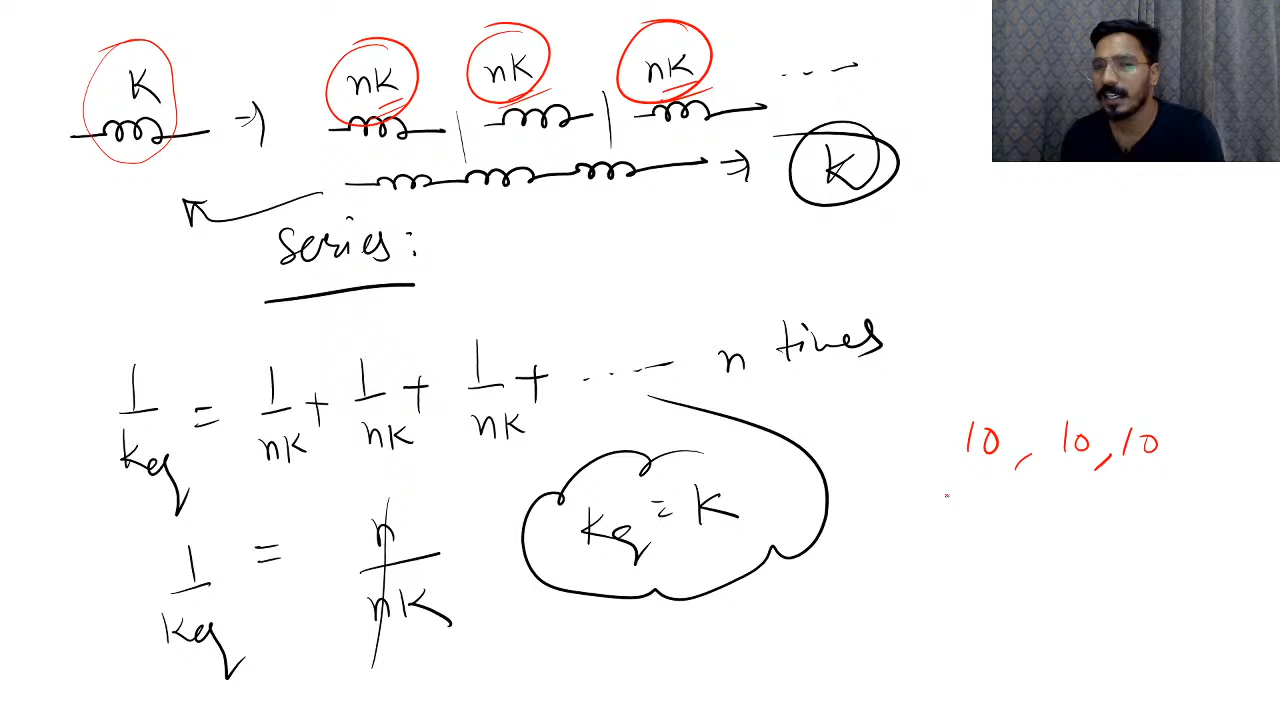 K → nK nK nK ....
⇒ K
series:
1/keq = 1/nK + 1/nK + 1/nK + ..... n times
10, 10, 10
keq = K
1/keq = n/nK